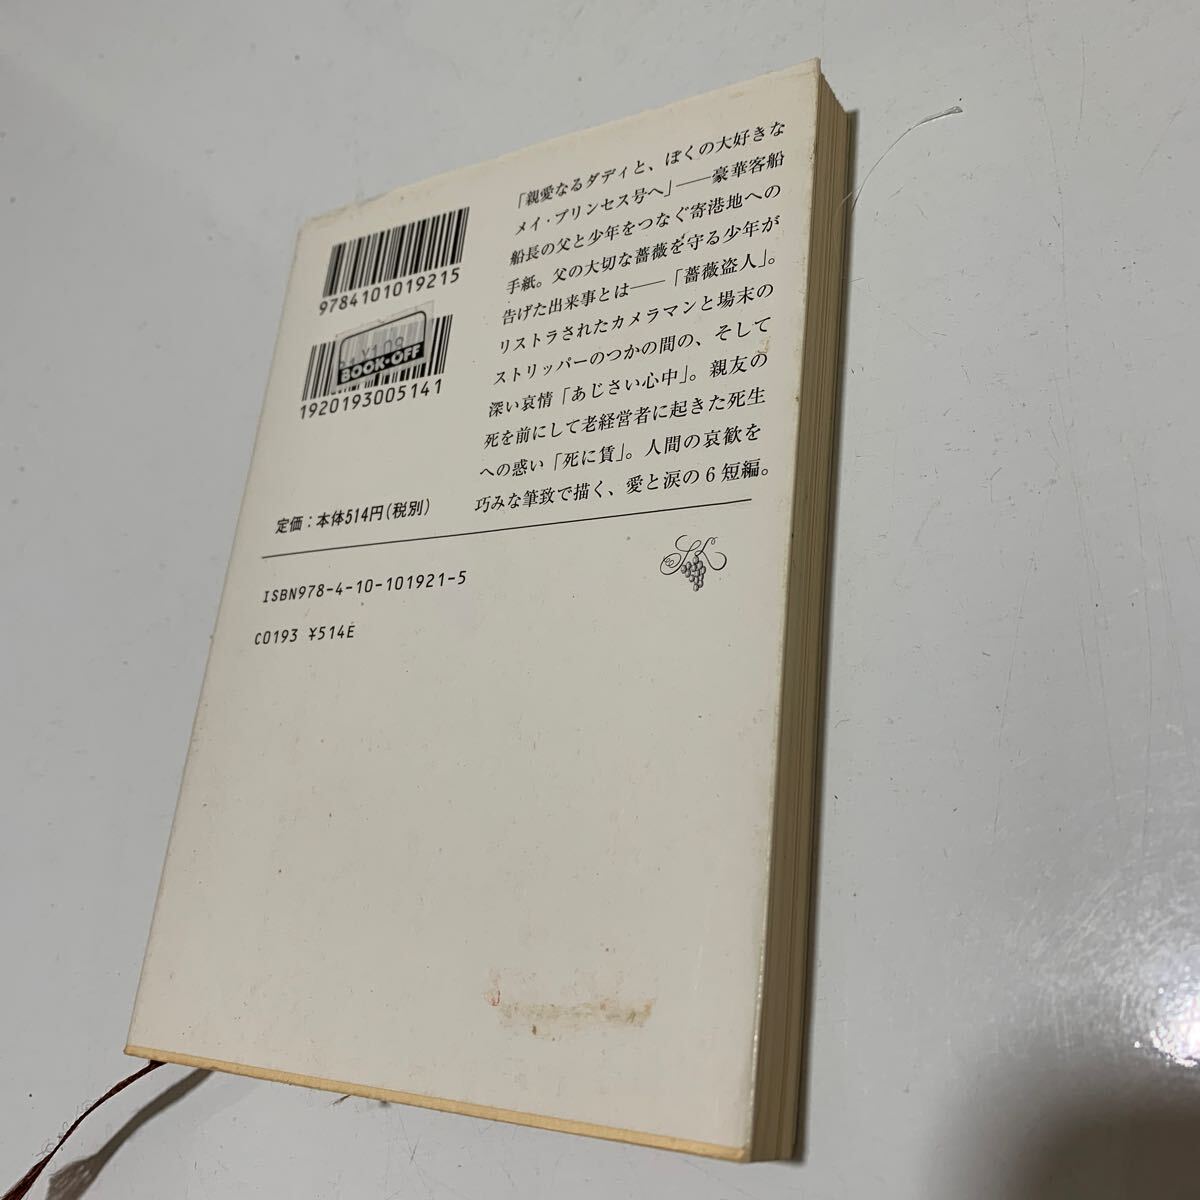 9784101019215
¥109
BOOK・OFF
1920193005141
「親愛なるダディと、ぼくの大好きな
メイ・プリンセス号へ」――豪華客船
船長の父と少年をつなぐ寄港地への
手紙。父の大切な薔薇を守る少年が
告げた出来事とは――「薔薇盗人」。
リストラされたカメラマンと場末の
ストリッパーのつかの間の、そして
深い哀情「あじさい心中」。親友の
死を前にして老経営者に起きた死生
への惑い「死に賃」。人間の哀歓を
巧みな筆致で描く、愛と涙の6短編。
定価:本体514円(税別)
ISBN978-4-10-101921-5
C0193 ¥514E